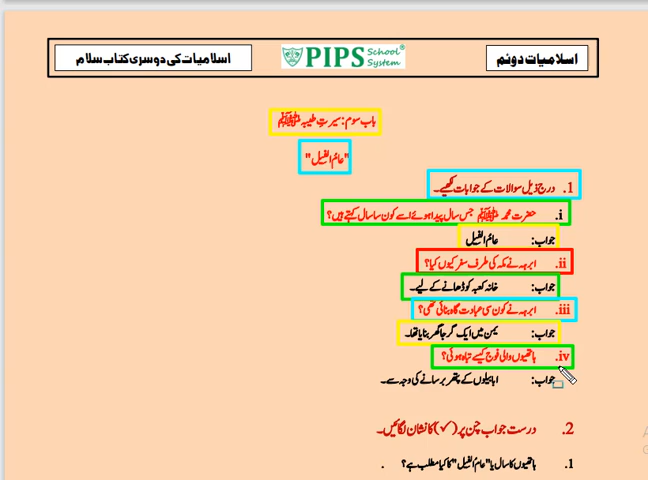 اسلامیات دوئم
PIPS School System®
اسلامیات کی دوسری کتاب سلام
باب سوم: سیرتِ طیبہ ﷺ
"عامُ الفیل"
1. درج ذیل سوالات کے جوابات لکھیے۔
i. حضرت محمد ﷺ جس سال پیدا ہوئے اسے کون سا سال کہتے ہیں؟
جواب: عامُ الفیل
ii. ابرہہ نے مکہ کی طرف سفر کیوں کیا؟
جواب: خانہ کعبہ کو ڈھانے کے لیے۔
iii. ابرہہ نے کون سی عبادت گاہ بنائی تھی؟
جواب: یمن میں ایک گرجا گھر بنایا تھا۔
iv. ہاتھیوں والی فوج کیسے تباہ ہوئی؟
جواب: ابابیلوں کے پتھر برسانے کی وجہ سے۔
2. درست جواب چن پر (✓) کا نشان لگائیں۔
1. ہاتھیوں کا سال یا "عام الفیل" کا کیا مطلب ہے؟ .